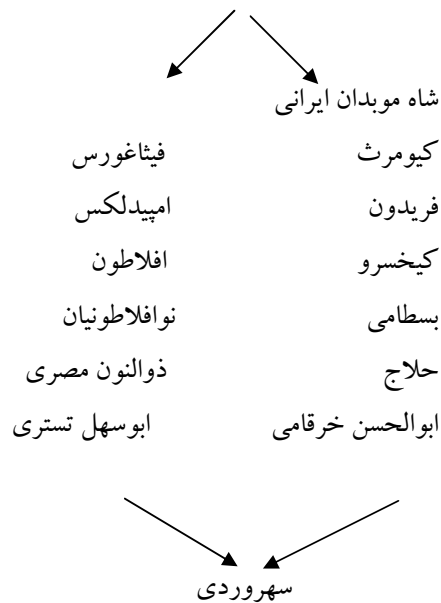 شاه موبدان ایرانی
کیومرث فیثاغورس
فریدون امپیدلکس
کیخسرو افلاطون
بسطامی نوافلاطونیان
حلاج ذوالنون مصری
ابوالحسن خرقامی ابوسهل تستری
سهروردی